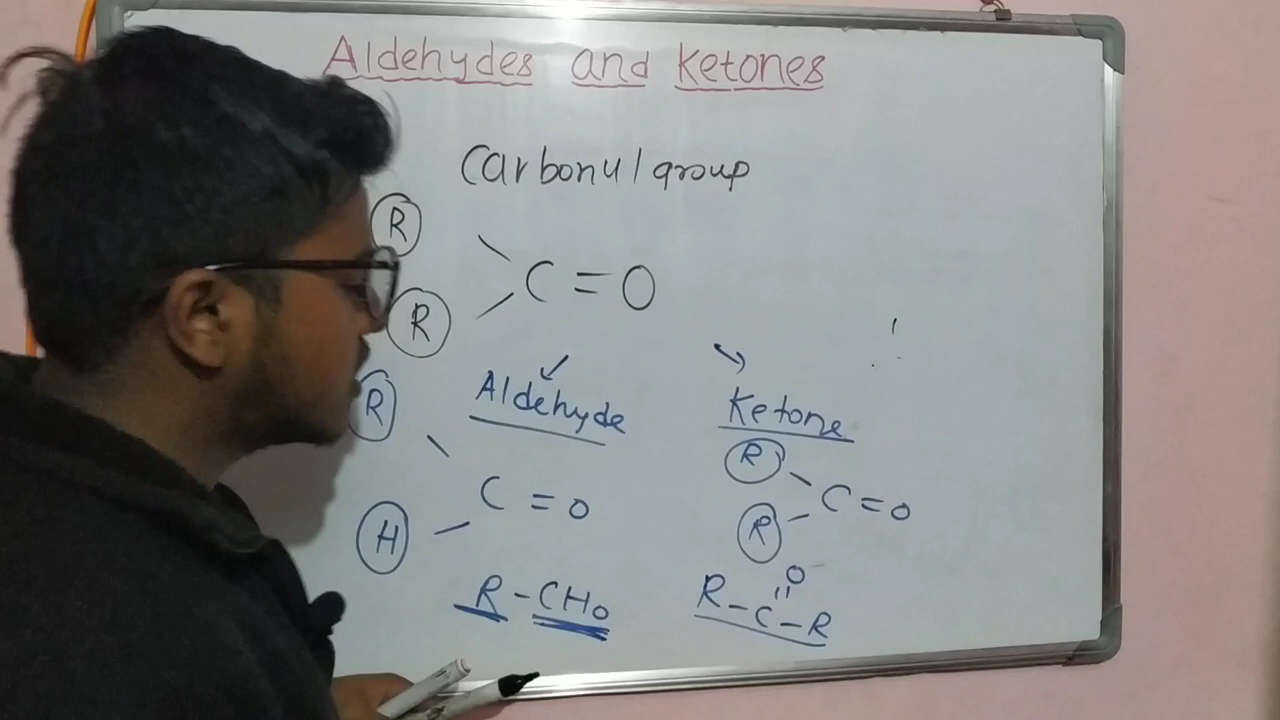 Aldehydes and Ketones
Carbonyl group
R
C = O
R
Aldehyde
Ketone
R
C = O
H
R
C = O
R
R - CHO
O
R - C - R